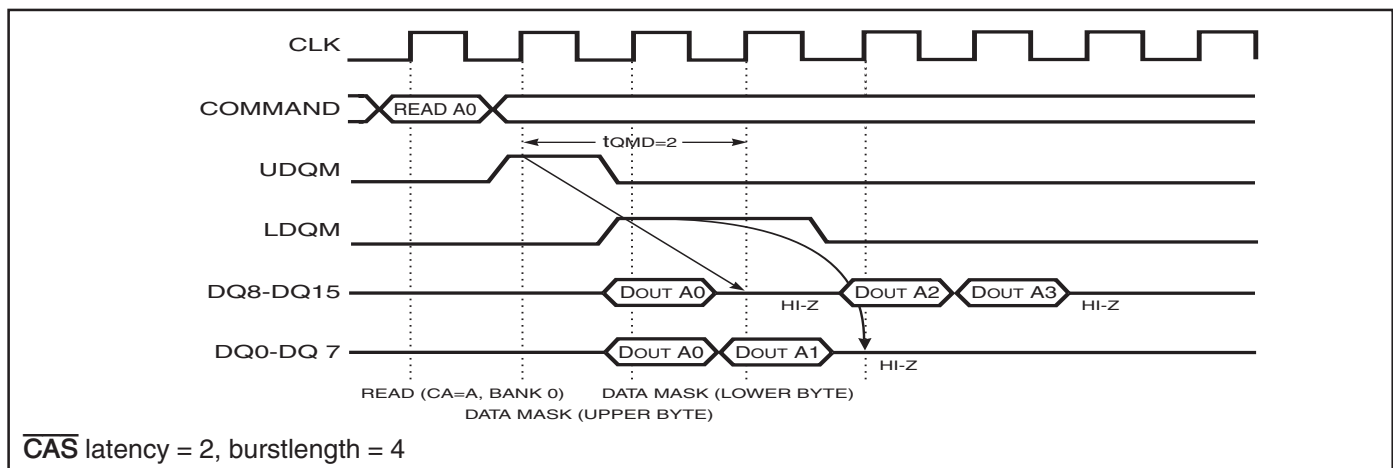 CLK
COMMAND
READ A0
tQMD=2
UDQM
LDQM
DQ8-DQ15
DOUT A0
HI-Z
DOUT A2
DOUT A3
HI-Z
DQ0-DQ 7
DOUT A0
DOUT A1
HI-Z
READ (CA=A, BANK 0)
DATA MASK (LOWER BYTE)
DATA MASK (UPPER BYTE)
CAS latency = 2, burstlength = 4